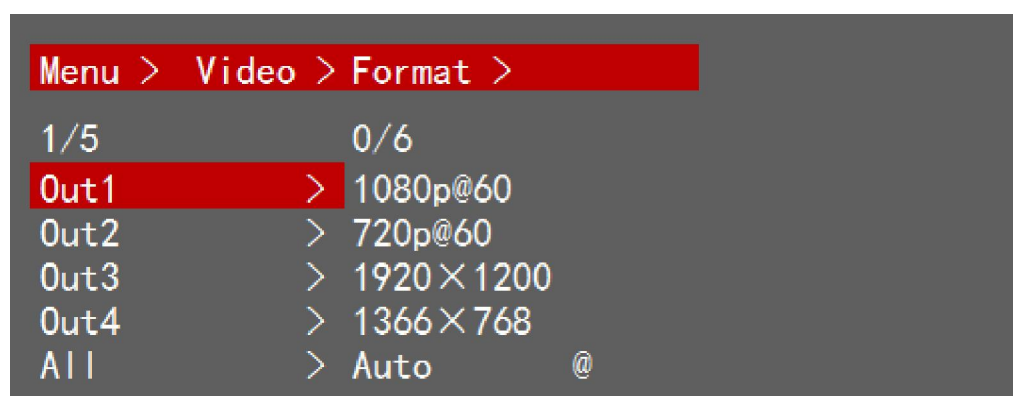 Menu > Video > Format >
1/5 0/6
Out1 > 1080p@60
Out2 > 720p@60
Out3 > 1920×1200
Out4 > 1366×768
All > Auto @